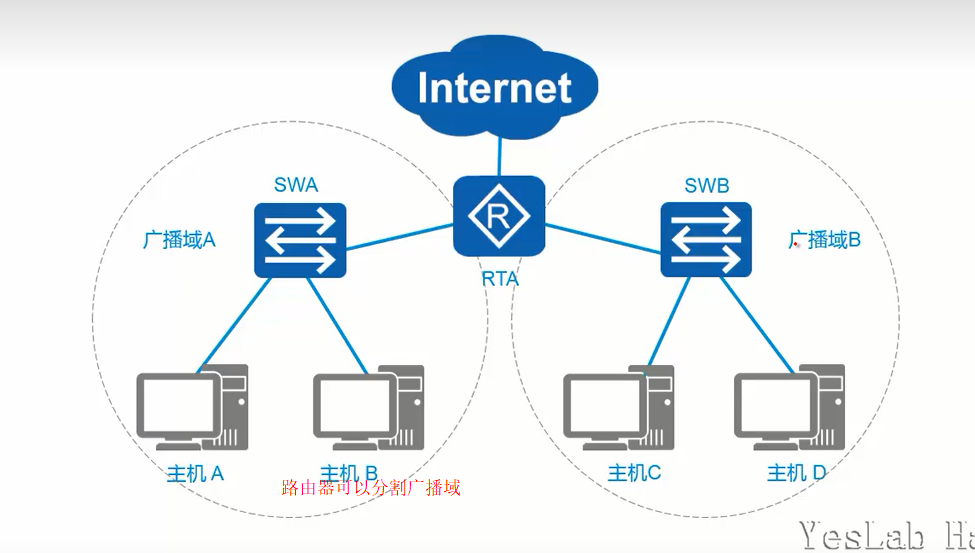 Internet
SWA
SWB
广播域A
R
广播域B
RTA
主机 A
主机 B
主机C
主机 D
路由器可以分割广播域
YesLab Ha